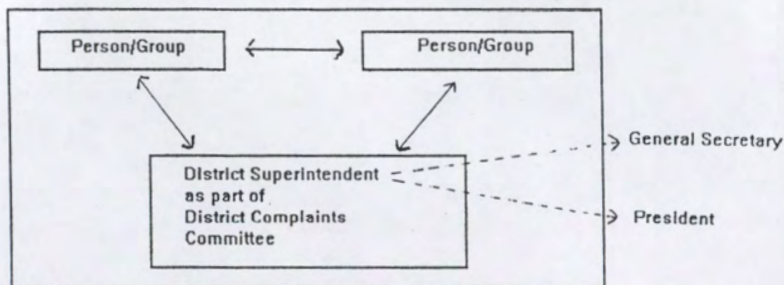 Person/Group
Person/Group
District Superintendent
as part of
District Complaints
Committee
General Secretary
President